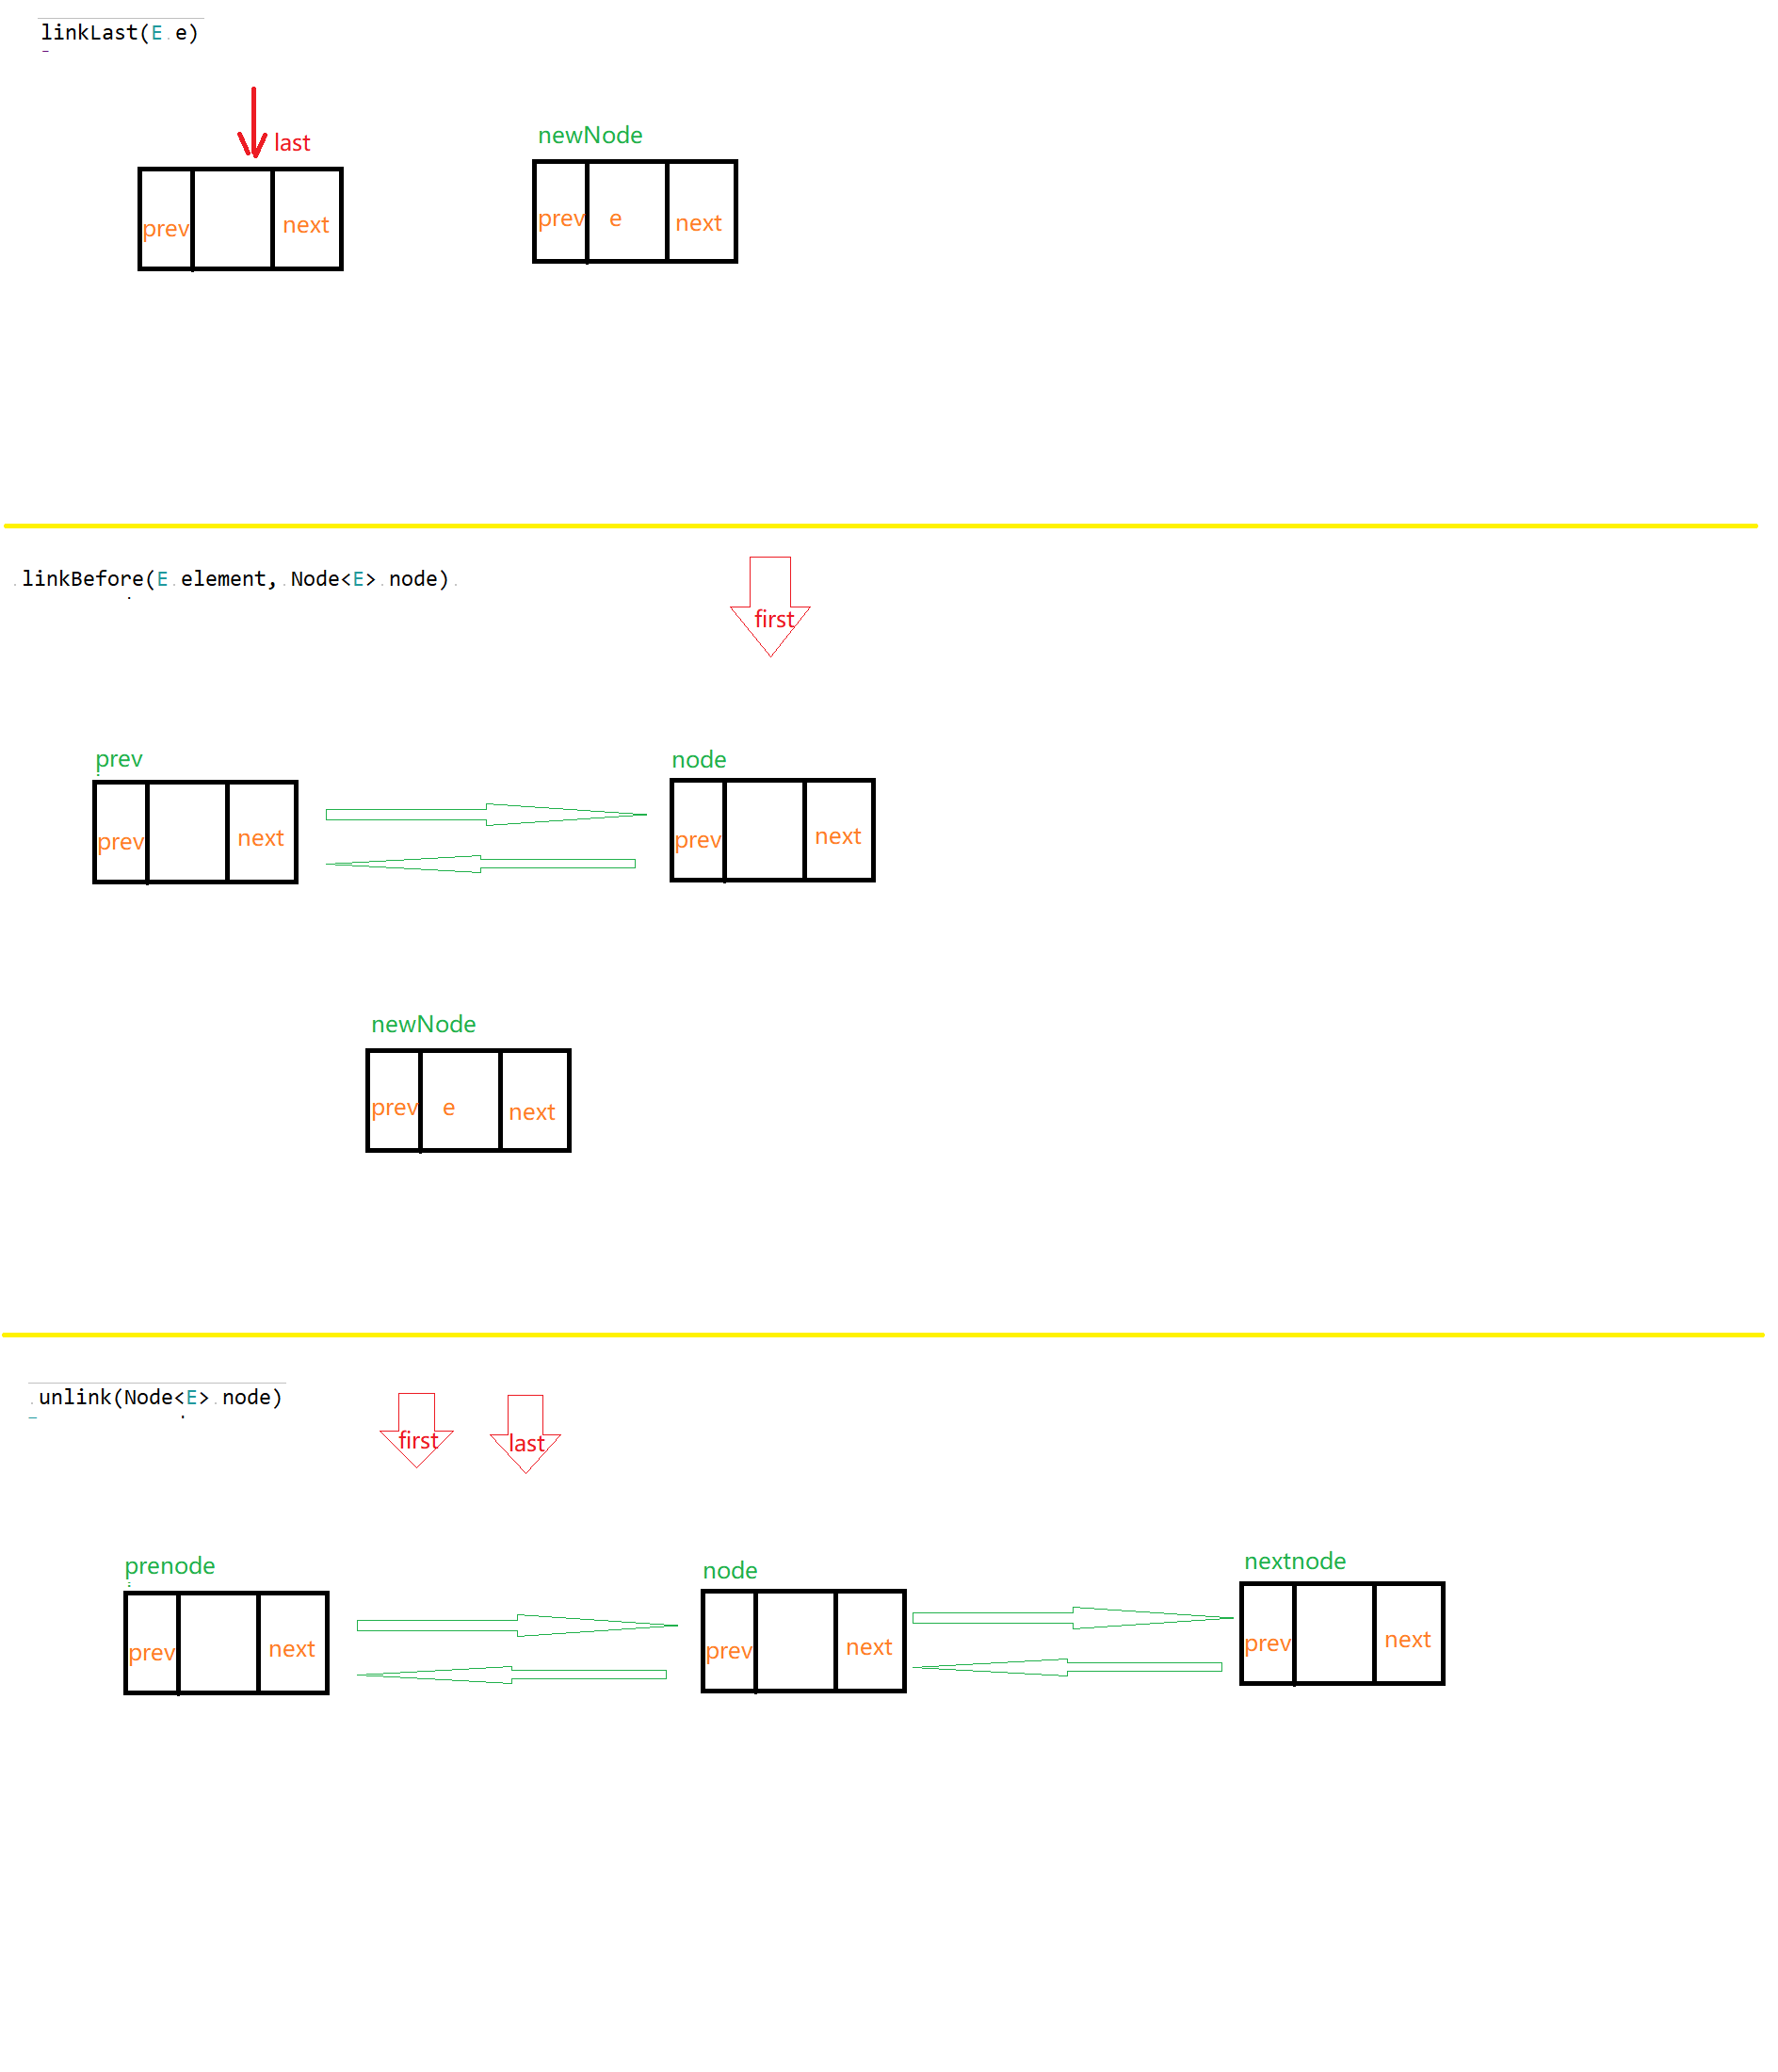 linkLast(E e)
last
newNode
prev
next
prev
e
next
linkBefore(E element, Node<E> node)
first
prev
node
prev
next
prev
next
newNode
prev
e
next
unlink(Node<E> node)
first
last
prenode
node
nextnode
prev
next
prev
next
prev
next